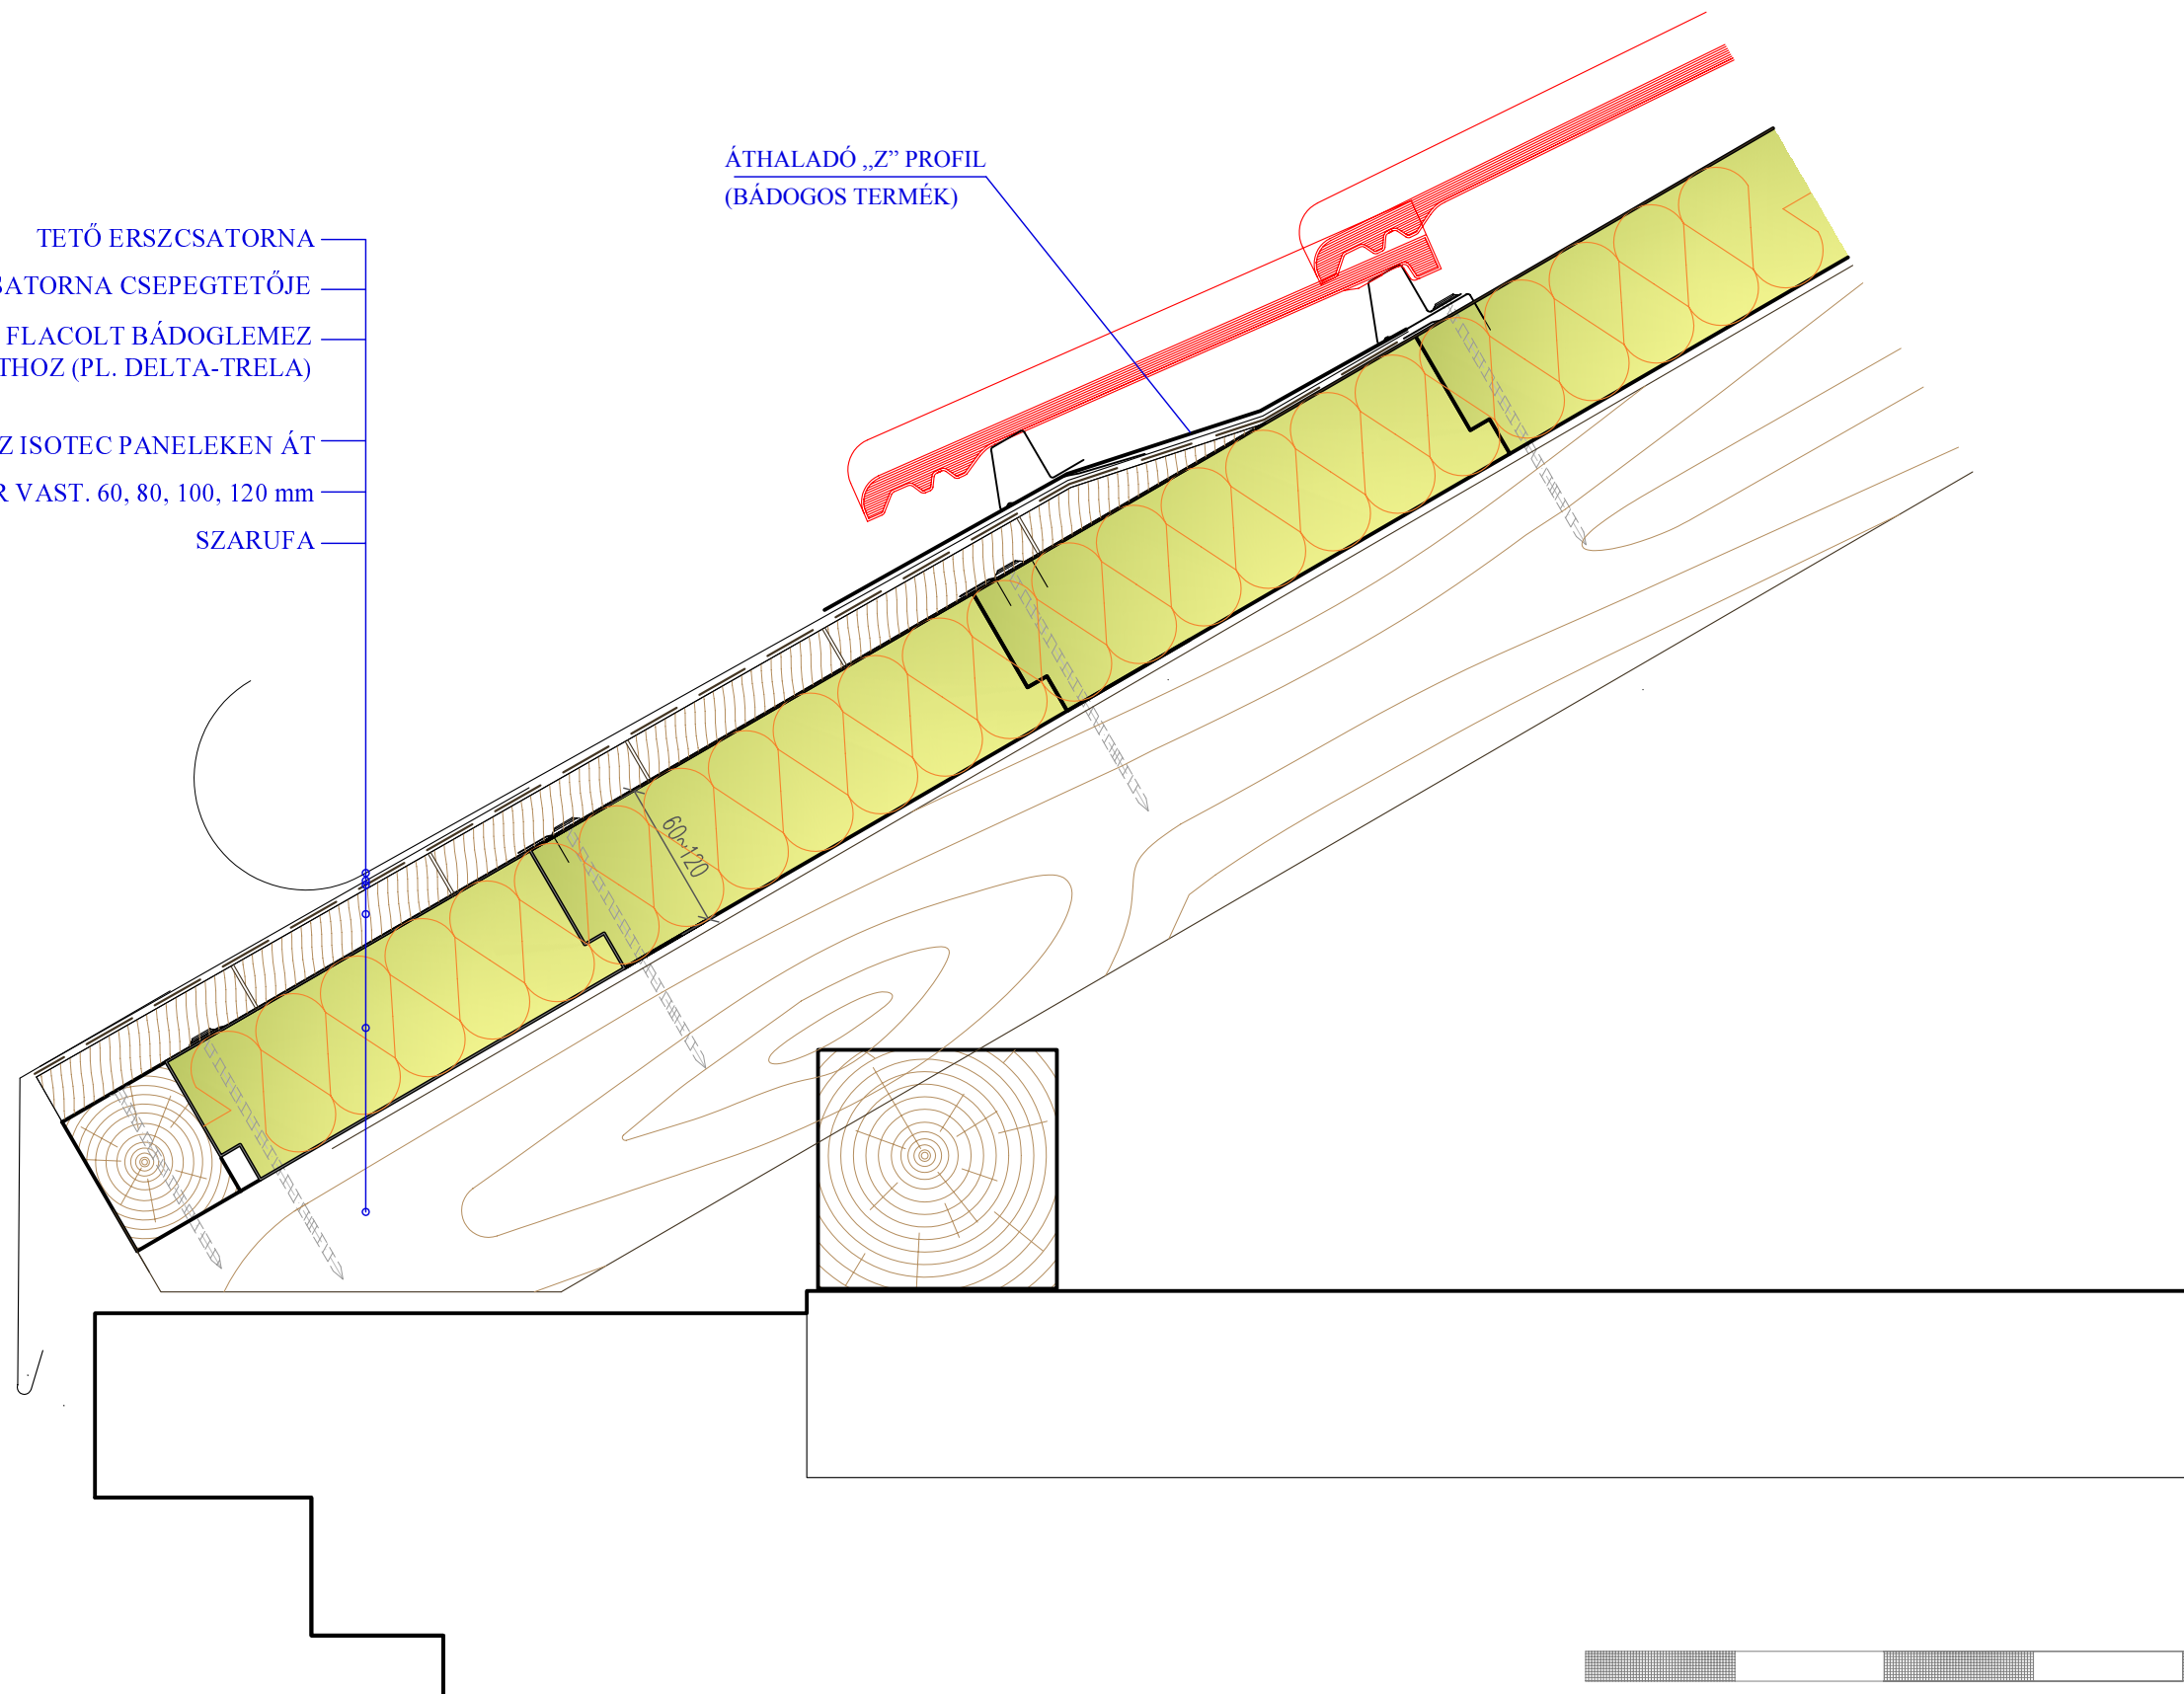 ÁTHALADÓ „Z” PROFIL
(BÁDOGOS TERMÉK)
TETŐ ERSZCSATORNA
SATORNA CSEPEGTETŐJE
FLACOLT BÁDOGLEMEZ
THOZ (PL. DELTA-TRELA)
Z ISOTEC PANELEKEN ÁT
R VAST. 60, 80, 100, 120 mm
SZARUFA
60~120